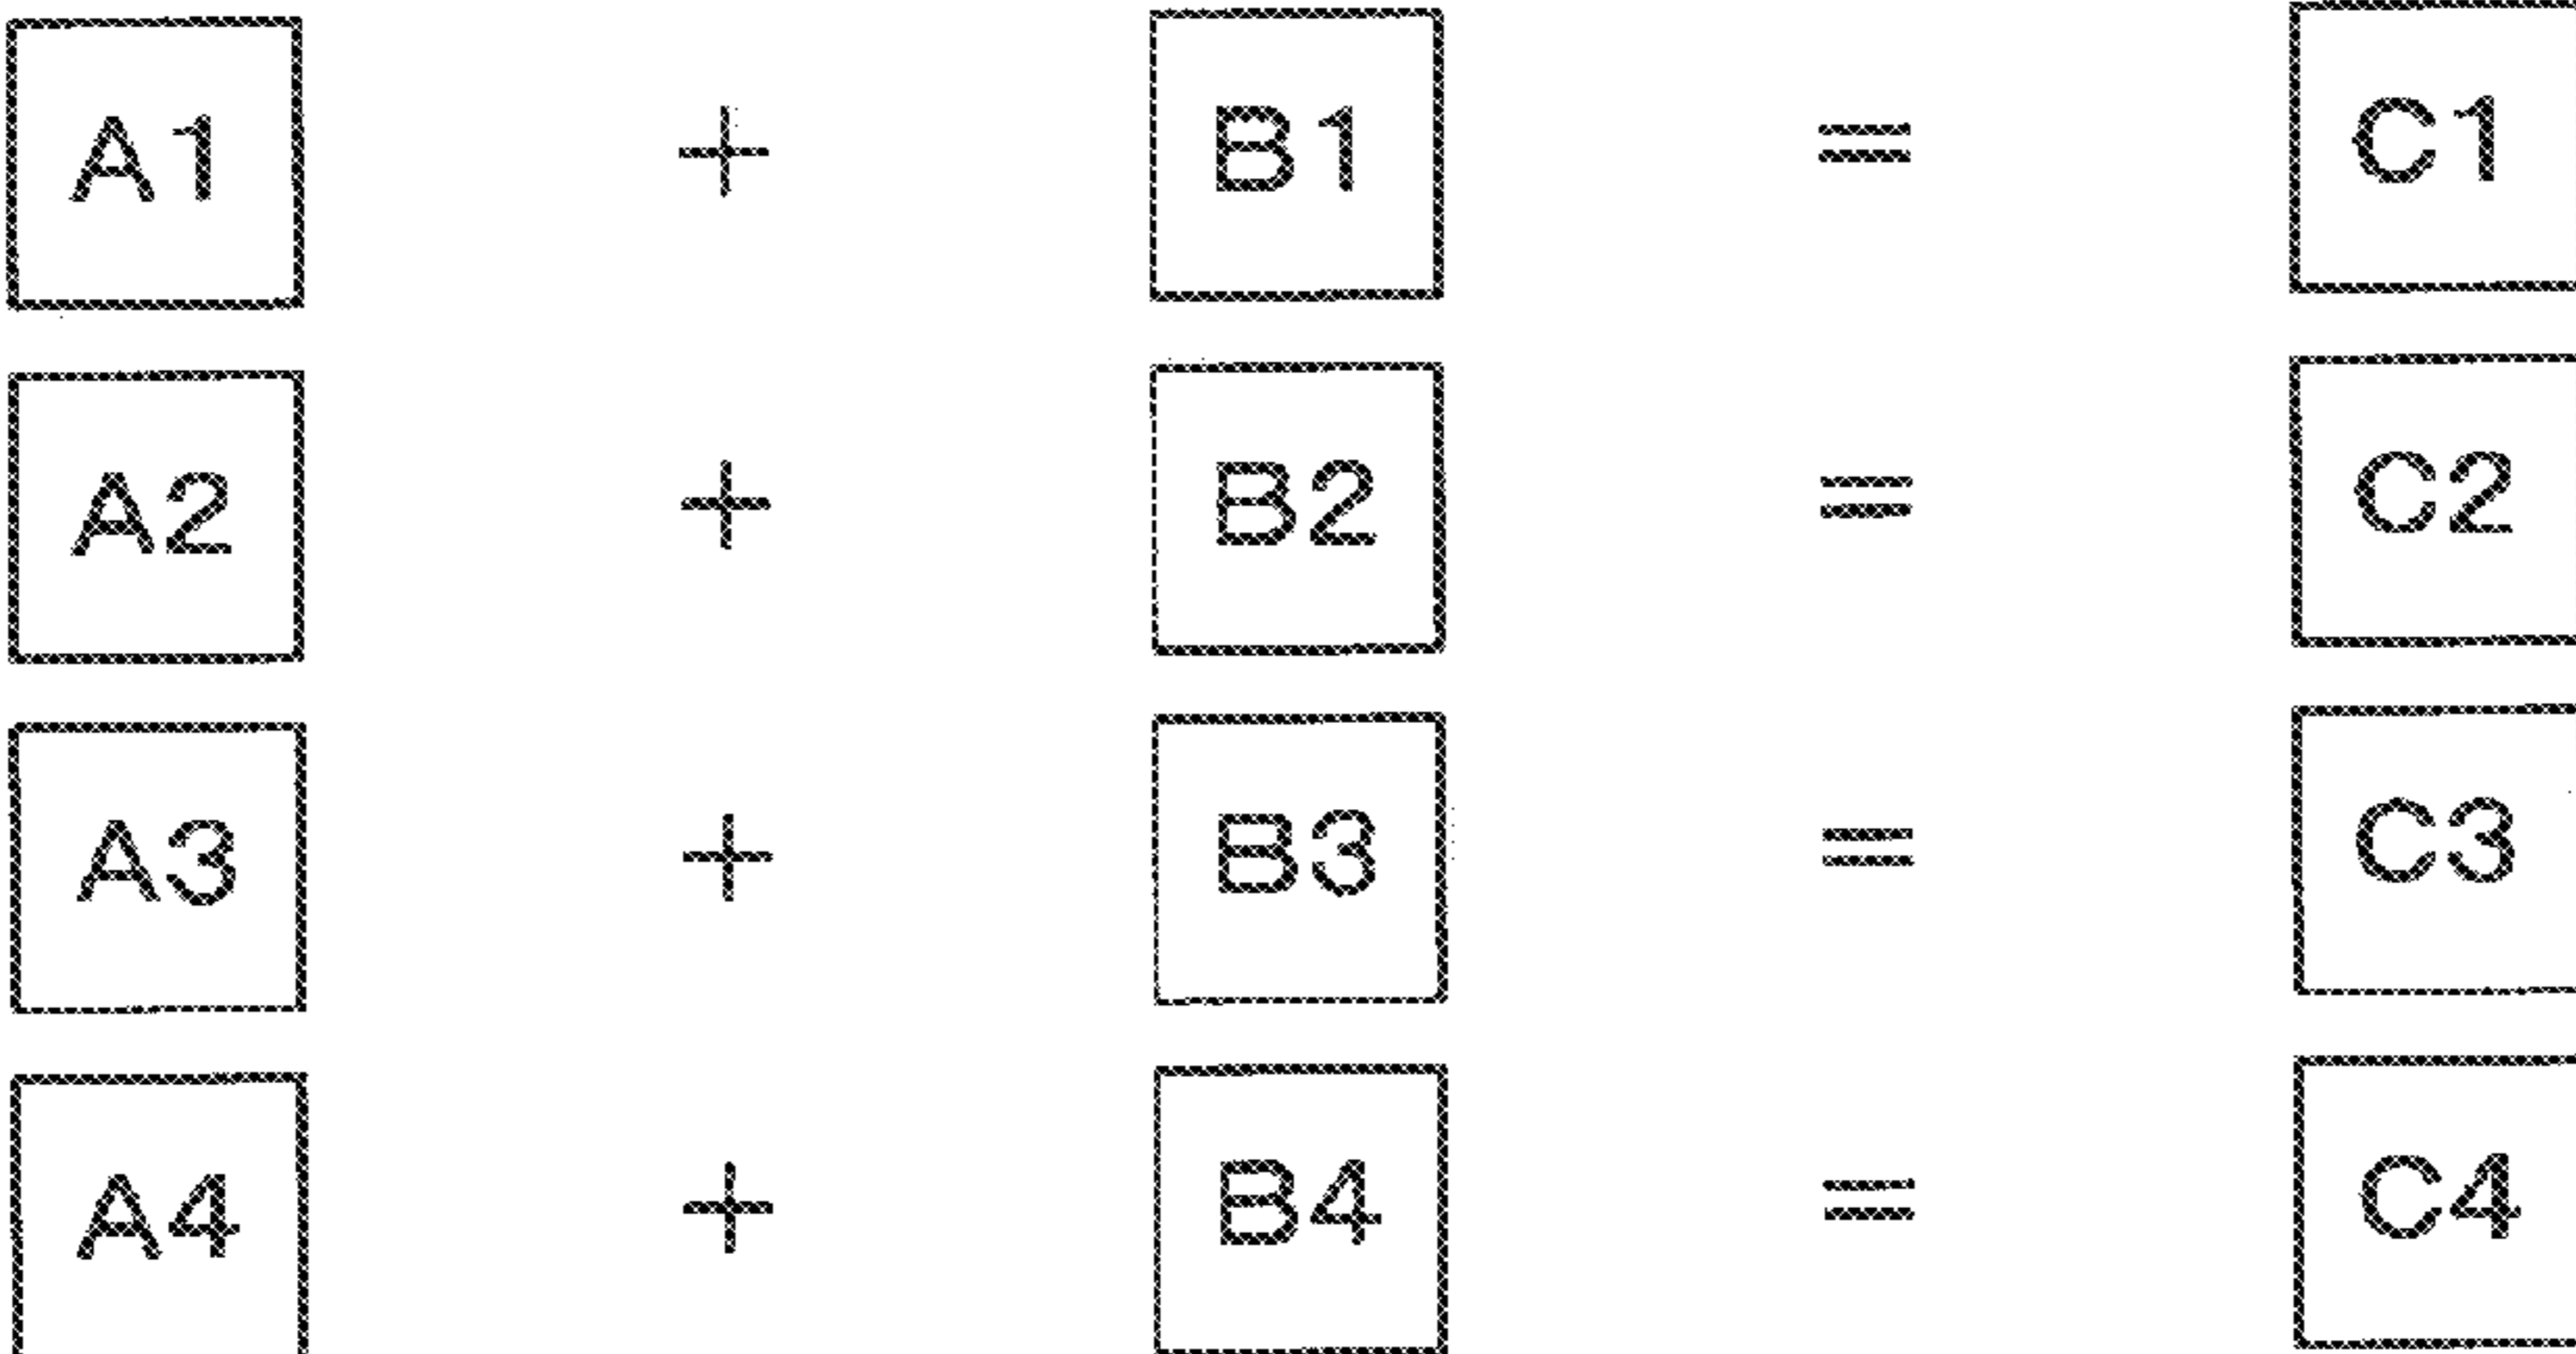 A1 + B1 = C1
A2 + B2 = C2
A3 + B3 = C3
A4 + B4 = C4